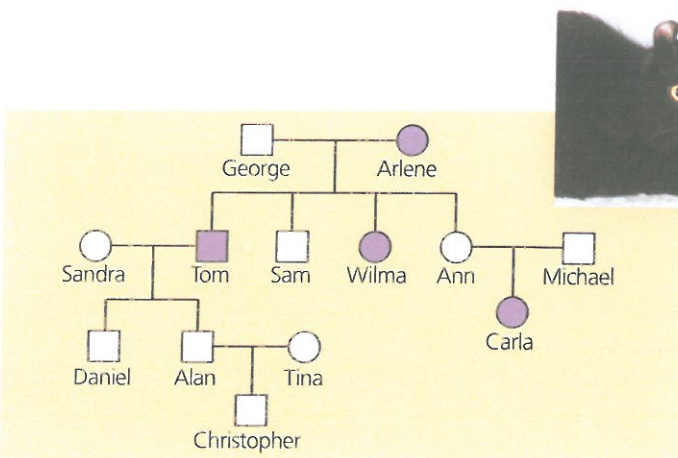 George Arlene
Sandra Tom Sam Wilma Ann Michael
Carla
Daniel Alan Tina
Christopher